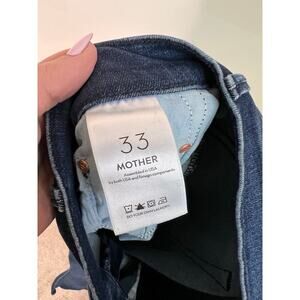 33
MOTHER
Assembled in USA
by both USA and foreign components
DO YOUR OWN LAUNDRY